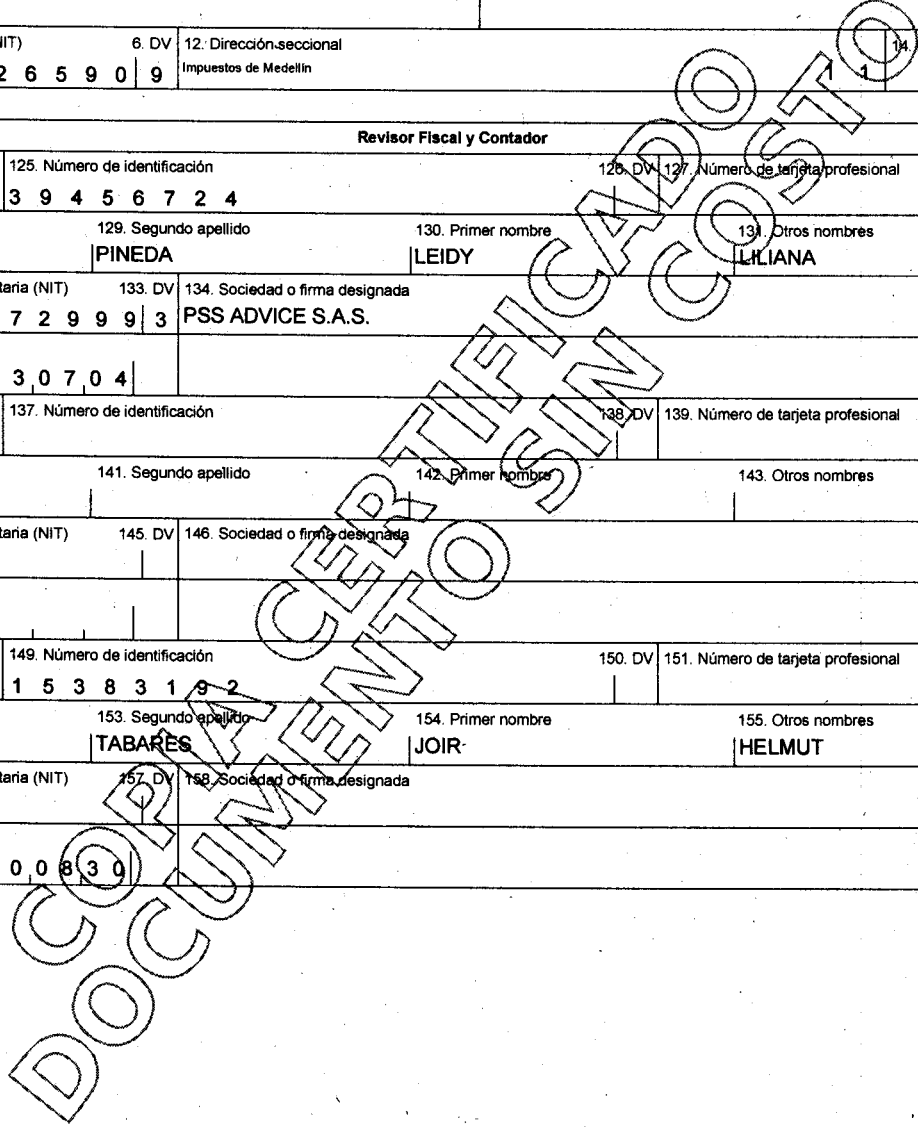 NIT) 6. DV 12. Dirección seccional 14.
2 6 5 9 0 9 Impuestos de Medellín 1 1
Revisor Fiscal y Contador
125. Número de identificación 126. DV 127. Número de tarjeta profesional
3 9 4 5 6 7 2 4
129. Segundo apellido 130. Primer nombre 131. Otros nombres
PINEDA LEIDY LILIANA
taria (NIT) 133. DV 134. Sociedad o firma designada
7 2 9 9 9 3 PSS ADVICE S.A.S.
3 0 7 0 4
137. Número de identificación 138. DV 139. Número de tarjeta profesional
141. Segundo apellido 142. Primer nombre 143. Otros nombres
taria (NIT) 145. DV 146. Sociedad o firma designada
149. Número de identificación 150. DV 151. Número de tarjeta profesional
1 5 3 8 3 1 9 2
153. Segundo apellido 154. Primer nombre 155. Otros nombres
TABARES JOIR HELMUT
taria (NIT) 157. DV 158. Sociedad o firma designada
0 0 8 3 0
COPIA CERTIFICADO
DOCUMENTO SIN COSTO